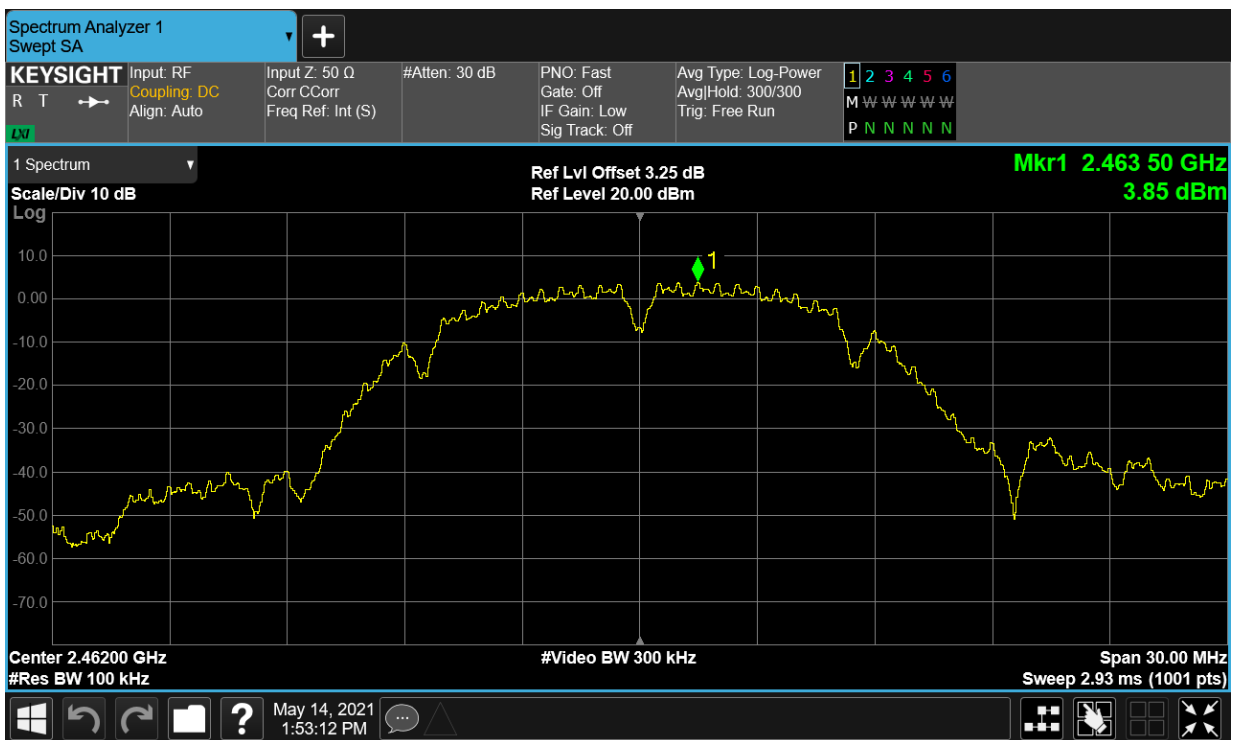 Spectrum Analyzer 1
Swept SA
KEYSIGHT
R T
LXI
Input: RF
Coupling: DC
Align: Auto
Input Z: 50 Ω
Corr CCorr
Freq Ref: Int (S)
#Atten: 30 dB
PNO: Fast
Gate: Off
IF Gain: Low
Sig Track: Off
Avg Type: Log-Power
Avg|Hold: 300/300
Trig: Free Run
1 2 3 4 5 6
M W W W W W
P N N N N N
1 Spectrum
Scale/Div 10 dB
Log
Ref Lvl Offset 3.25 dB
Ref Level 20.00 dBm
Mkr1 2.463 50 GHz
3.85 dBm
1
10.0
0.00
-10.0
-20.0
-30.0
-40.0
-50.0
-60.0
-70.0
Center 2.46200 GHz
#Res BW 100 kHz
#Video BW 300 kHz
Span 30.00 MHz
Sweep 2.93 ms (1001 pts)
?
May 14, 2021
1:53:12 PM